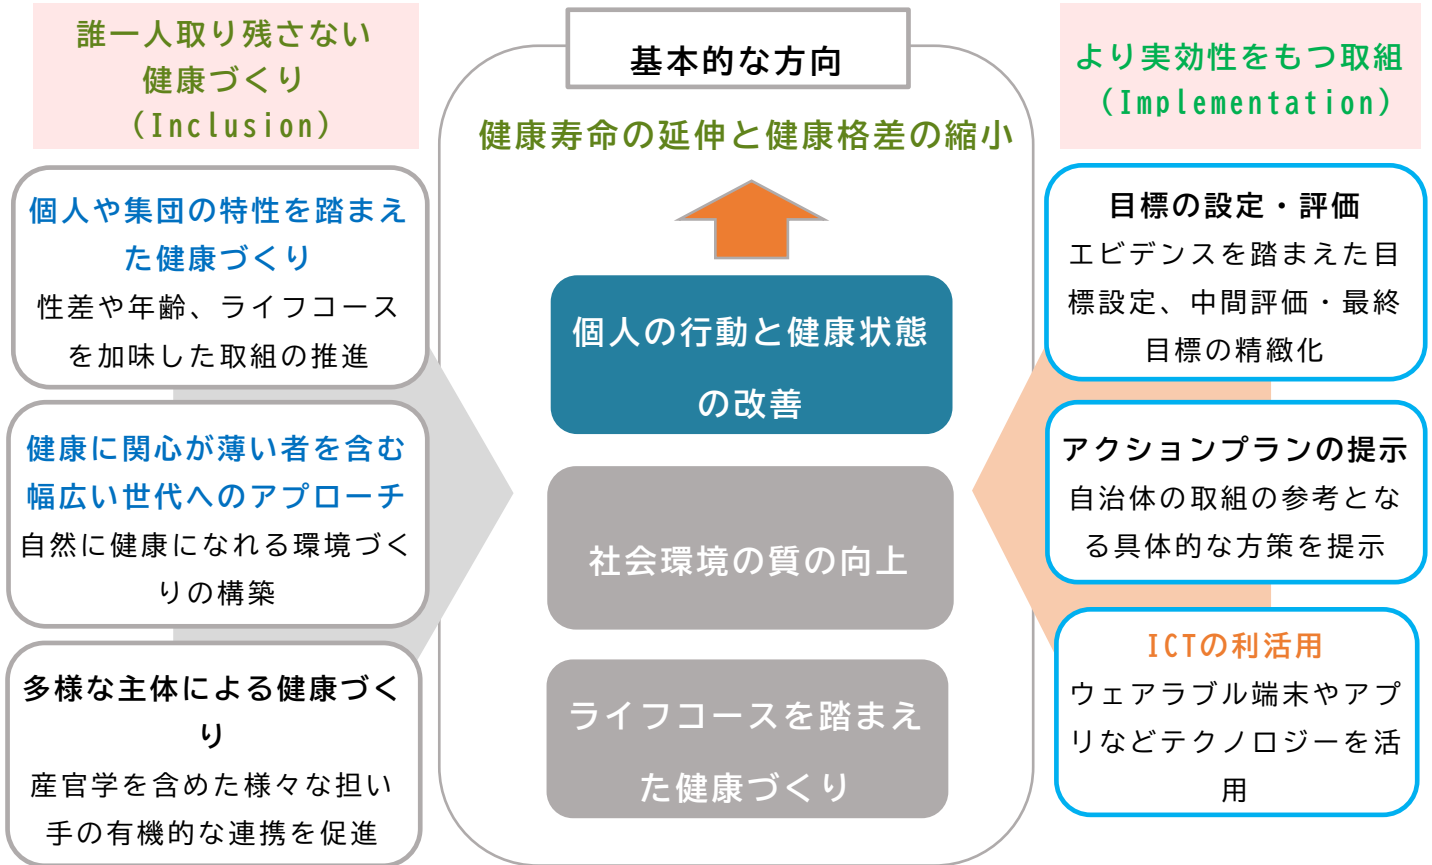 誰一人取り残さない
健康づくり
（Inclusion）
個人や集団の特性を踏まえ
た健康づくり
性差や年齢、ライフコース
を加味した取組の推進
健康に関心が薄い者を含む
幅広い世代へのアプローチ
自然に健康になれる環境づく
りの構築
多様な主体による健康づく
り
産官学を含めた様々な担い
手の有機的な連携を促進
基本的な方向
健康寿命の延伸と健康格差の縮小
個人の行動と健康状態
の改善
社会環境の質の向上
ライフコースを踏まえ
た健康づくり
より実効性をもつ取組
（Implementation）
目標の設定・評価
エビデンスを踏まえた目
標設定、中間評価・最終
目標の精緻化
アクションプランの提示
自治体の取組の参考とな
る具体的な方策を提示
ICTの利活用
ウェアラブル端末やアプ
リなどテクノロジーを活
用